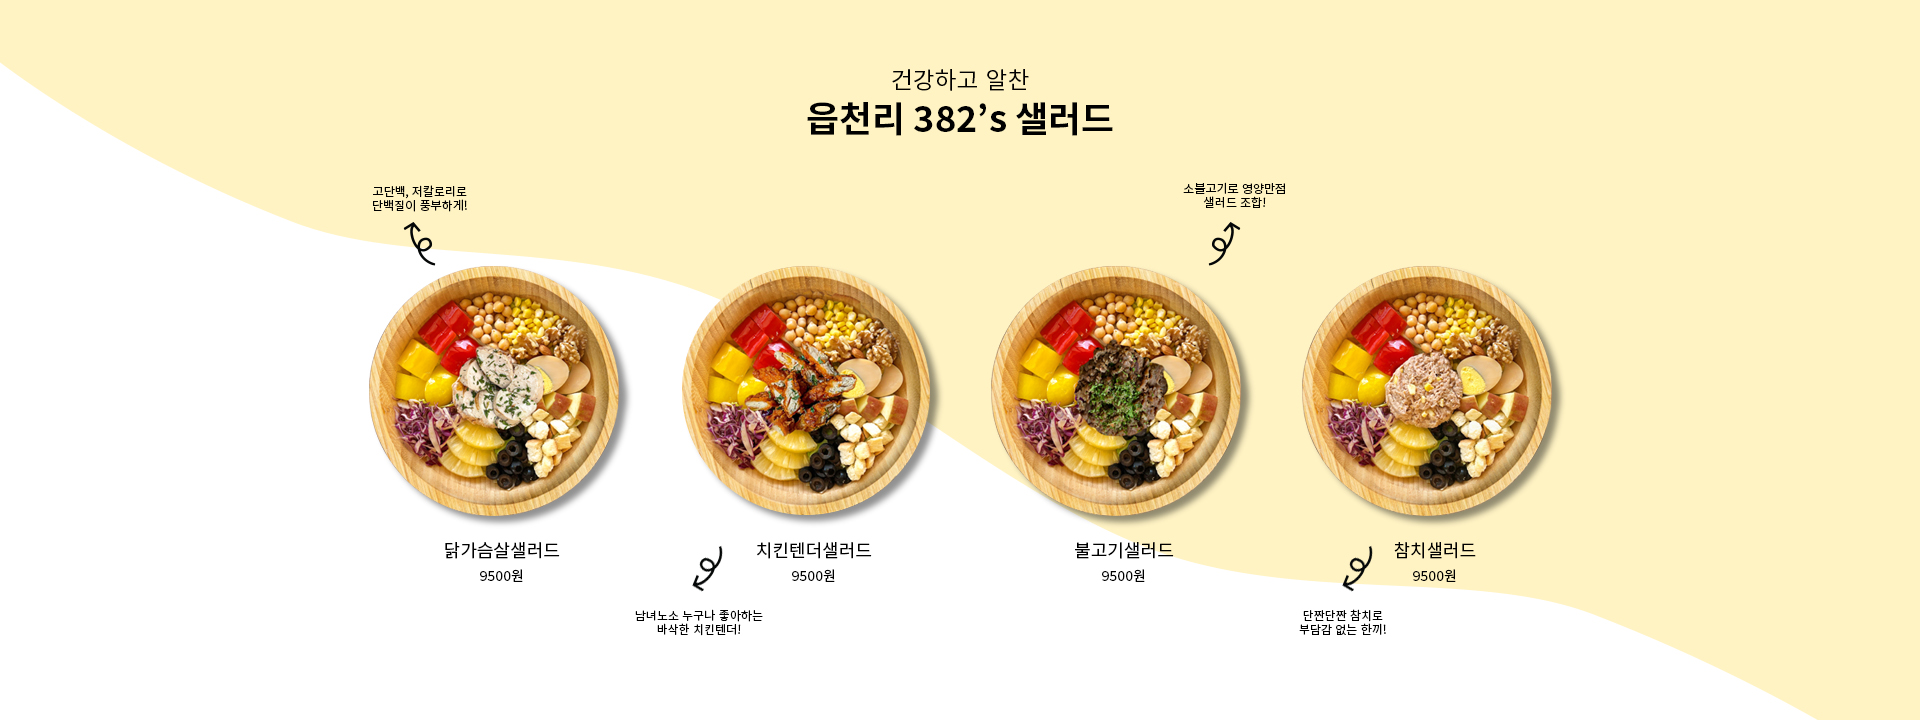 건강하고 알찬
읍천리 382’s 샐러드
고단백, 저칼로리로
단백질이 풍부하게!
소불고기로 영양만점
샐러드 조합!
닭가슴살샐러드
9500원
치킨텐더샐러드
9500원
불고기샐러드
9500원
참치샐러드
9500원
남녀노소 누구나 좋아하는
바삭한 치킨텐더!
단짠단짠 참치로
부담감 없는 한끼!